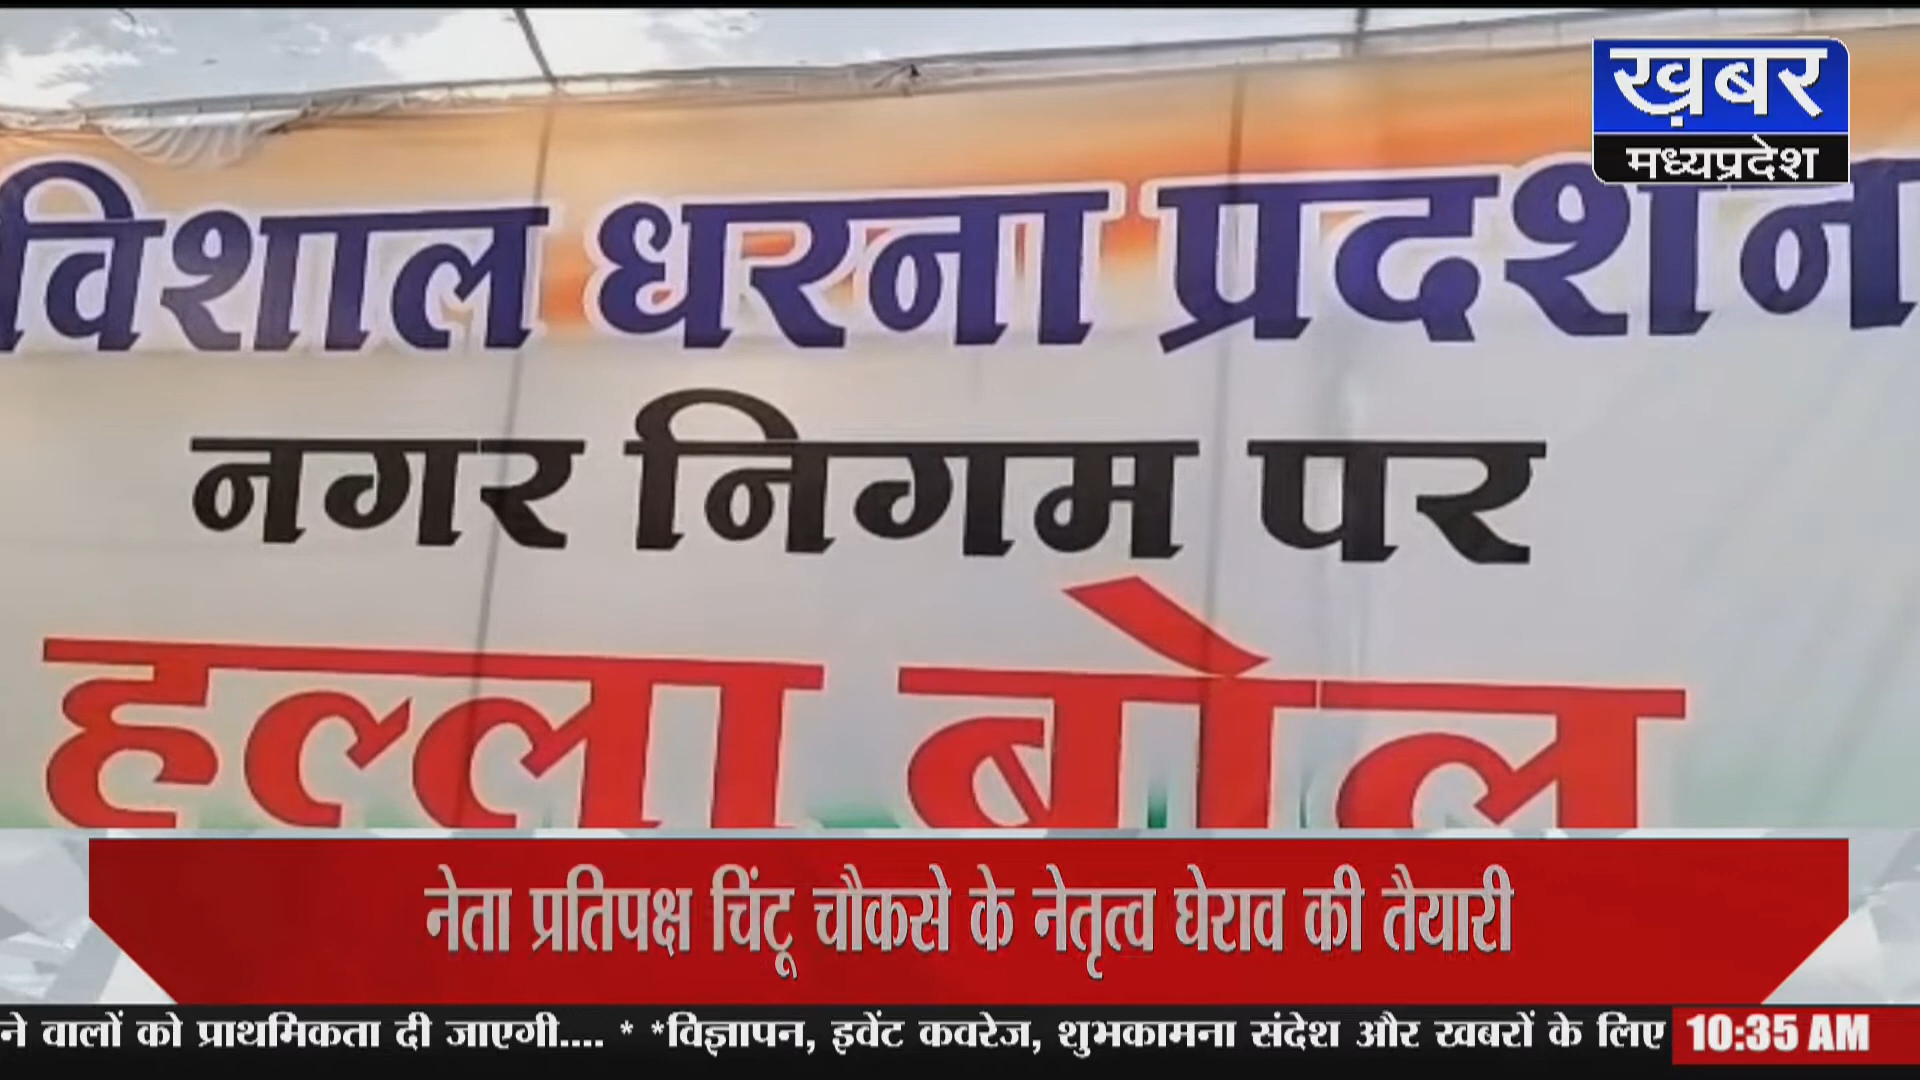 ख़बर
मध्यप्रदेश
विशाल धरना प्रदर्शन
नगर निगम पर
हल्ला बोल
नेता प्रतिपक्ष चिंटू चौकसे के नेतृत्व घेराव की तैयारी
ने वालों को प्राथमिकता दी जाएगी.... * *विज्ञापन, इवेंट कवरेज, शुभकामना संदेश और खबरों के लिए
10:35 AM